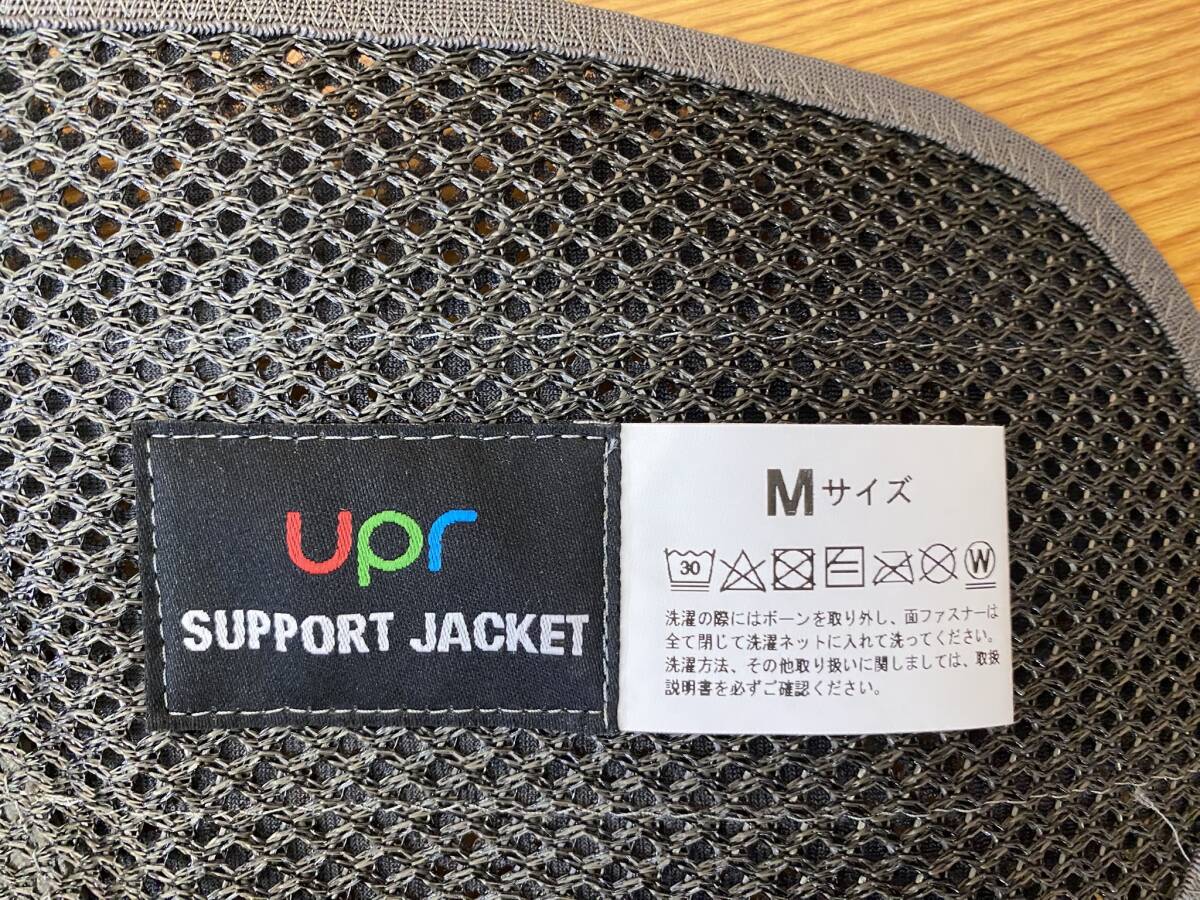 upr
SUPPORT JACKET
Mサイズ
30 W
洗濯の際にはボーンを取り外し、面ファスナーは
全て閉じて洗濯ネットに入れて洗ってください。
洗濯方法、その他取り扱いに関しましては、取扱
説明書を必ずご確認ください。